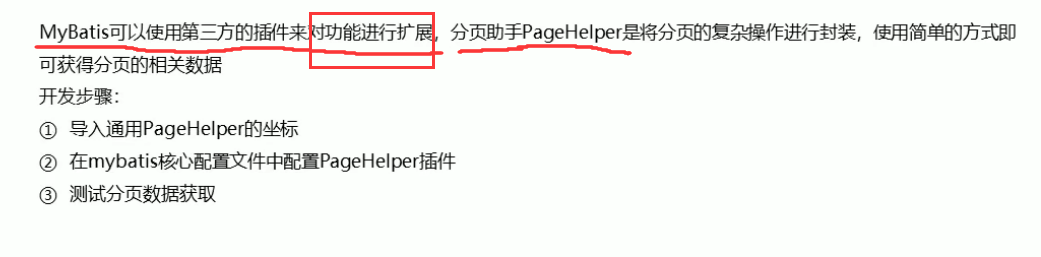 MyBatis可以使用第三方的插件来对功能进行扩展，分页助手PageHelper是将分页的复杂操作进行封装，使用简单的方式即
可获得分页的相关数据
开发步骤：
① 导入通用PageHelper的坐标
② 在mybatis核心配置文件中配置PageHelper插件
③ 测试分页数据获取